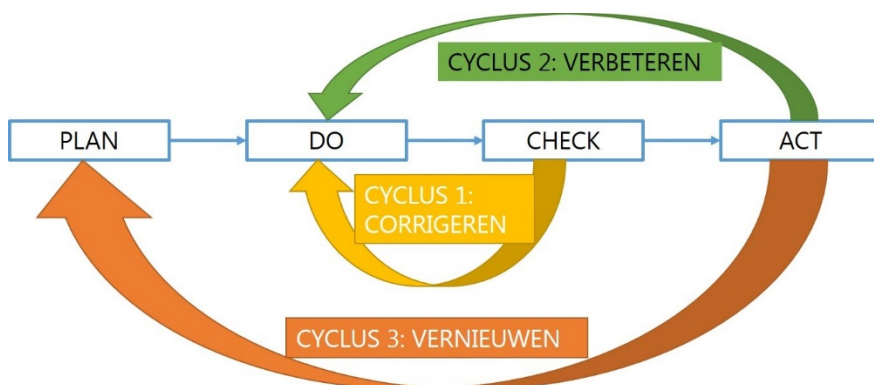 CYCLUS 2: VERBETEREN
PLAN
DO
CHECK
ACT
CYCLUS 1:
CORRIGEREN
CYCLUS 3: VERNIEUWEN